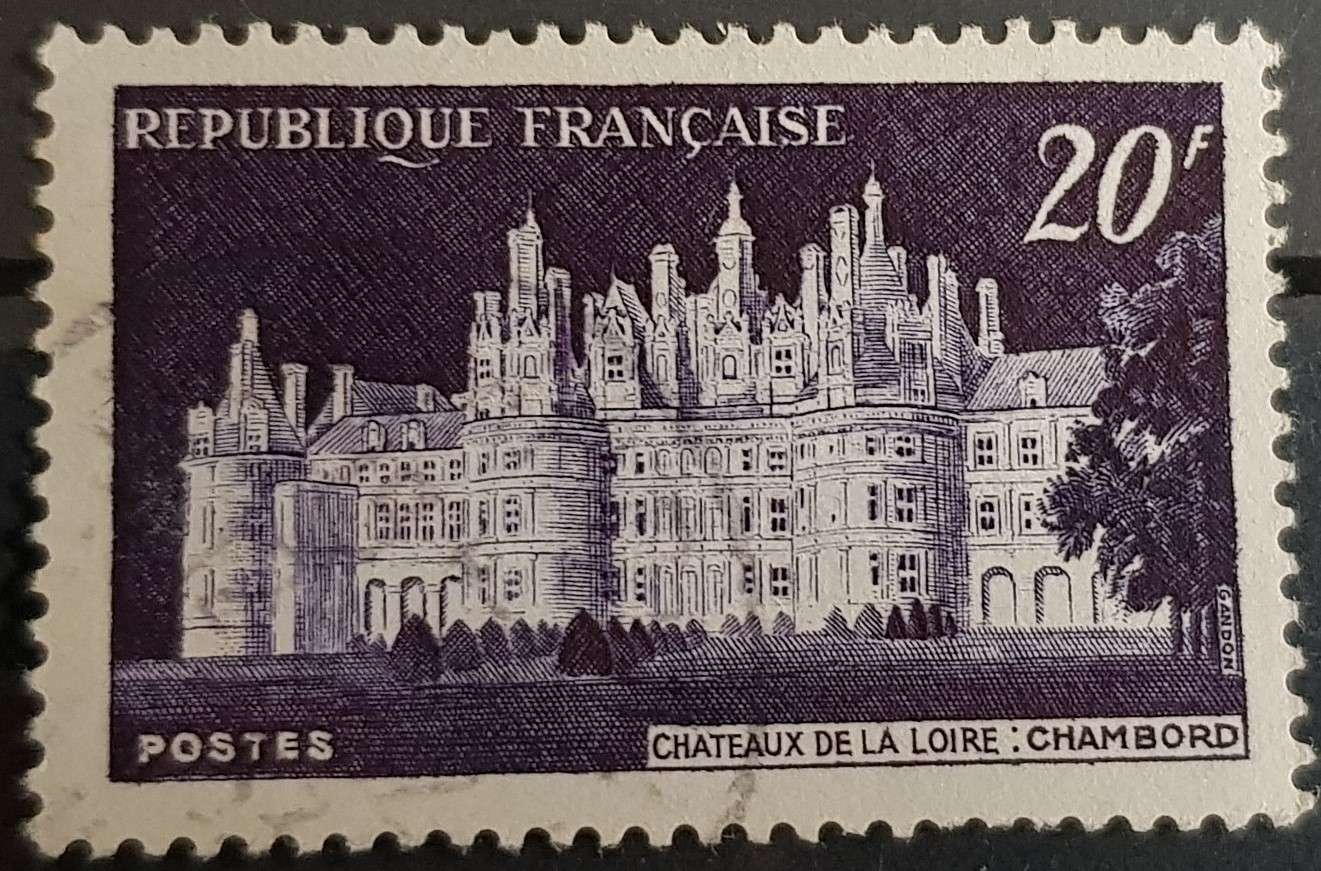 REPUBLIQUE FRANÇAISE
20F
GANDON
POSTES
CHATEAUX DE LA LOIRE : CHAMBORD